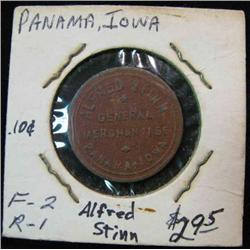 PANAMA, IOWA
.10¢
ALFRED STINN
GENERAL
MERCHANDISE
PANAMA, IOWA
F-2
R-1
Alfred
Stinn
$2.95